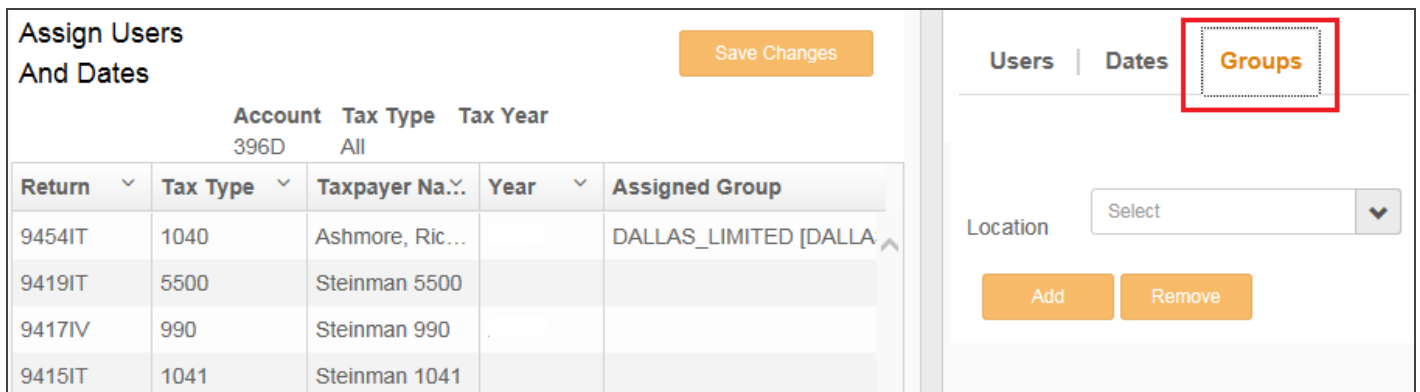 Assign Users
And Dates
Save Changes
Account Tax Type Tax Year
396D All
Return Tax Type Taxpayer Na... Year Assigned Group
9454IT 1040 Ashmore, Ric... DALLAS_LIMITED [DALLA
9419IT 5500 Steinman 5500
9417IV 990 Steinman 990
9415IT 1041 Steinman 1041
Users | Dates Groups
Location Select
Add Remove